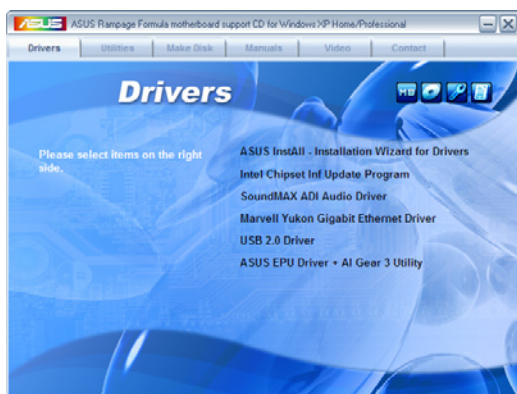 ASUS ASUS Rampage Formula motherboard support CD for Windows XP Home/Professional
Drivers Utilities Make Disk Manuals Video Contact
Drivers
MB
Please select items on the right
side.
ASUS InstAll - Installation Wizard for Drivers
Intel Chipset Inf Update Program
SoundMAX ADI Audio Driver
Marvell Yukon Gigabit Ethernet Driver
USB 2.0 Driver
ASUS EPU Driver + AI Gear 3 Utility